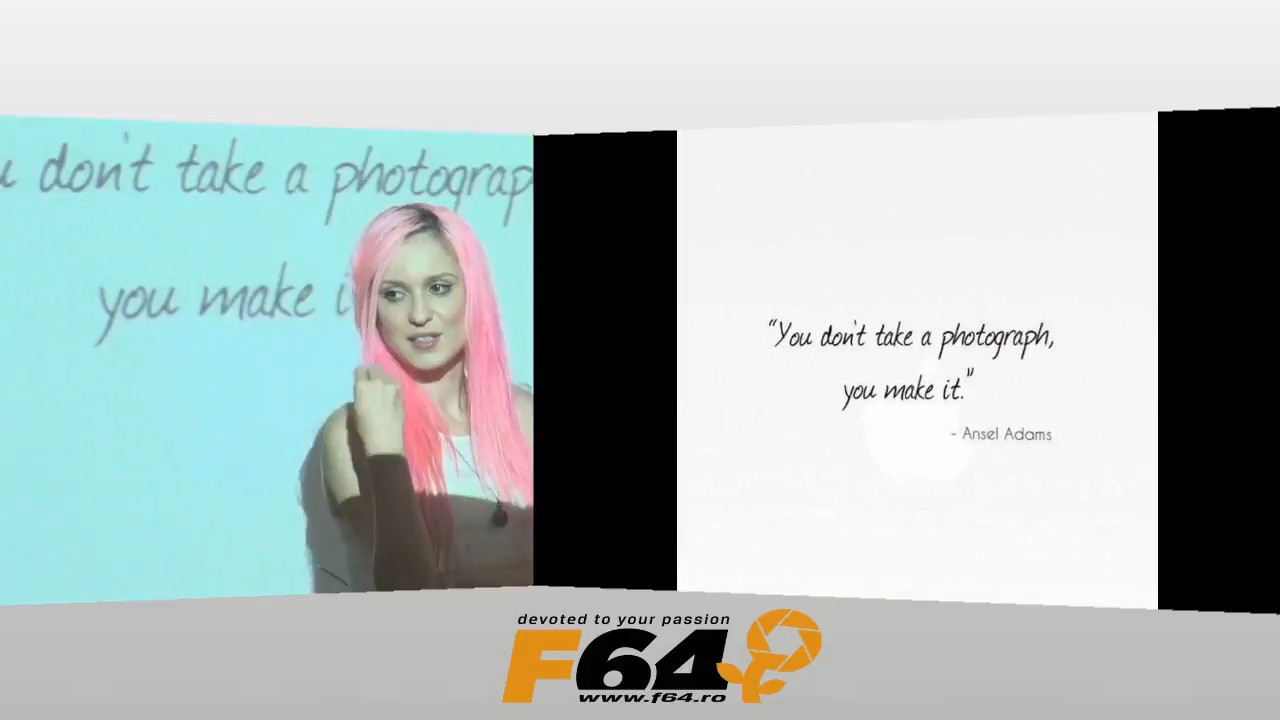 u don't take a photograp
you make i
"You don't take a photograph,
you make it."
- Ansel Adams
devoted to your passion
F64
www.f64.ro